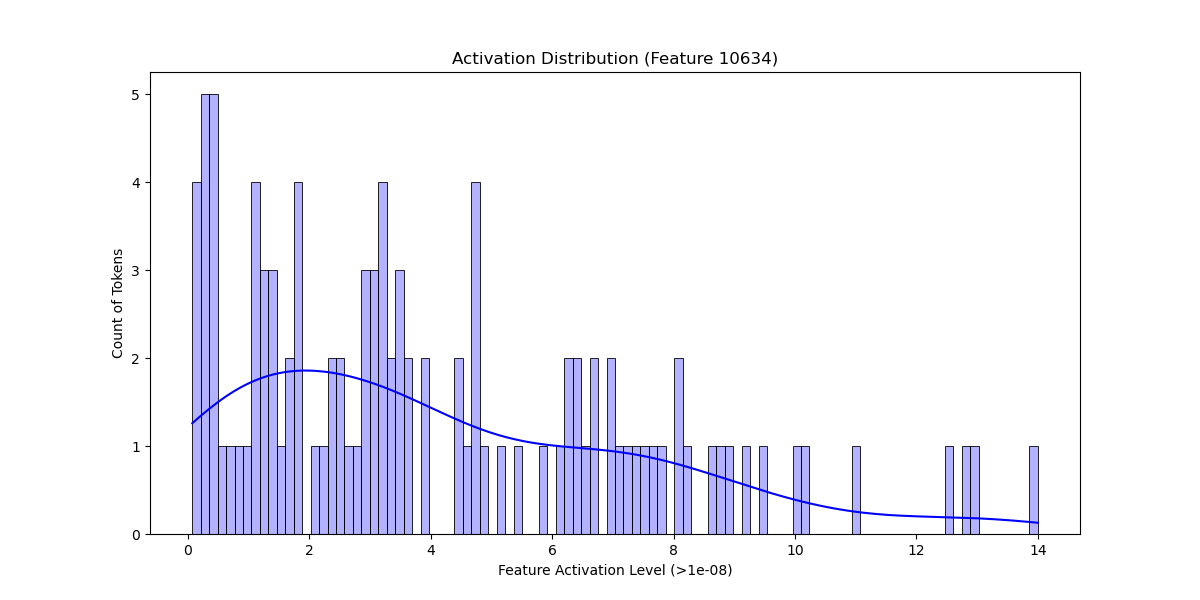 Activation Distribution (Feature 10634)
Count of Tokens
5
4
3
2
1
0
0 2 4 6 8 10 12 14
Feature Activation Level (>1e-08)